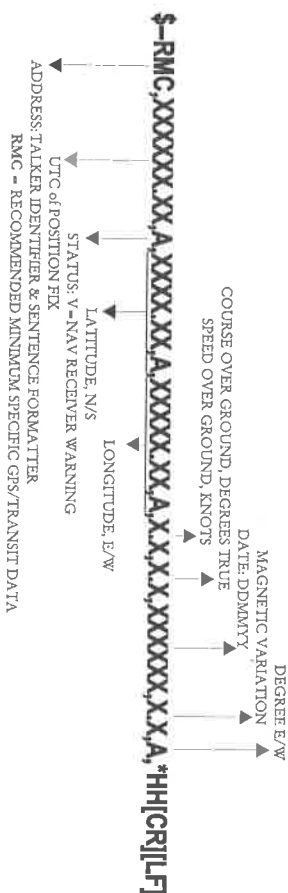 DEGREE E/W
MAGNETIC VARIATION
DATE: DDMMYY
COURSE OVER GROUND, DEGREES TRUE
SPEED OVER GROUND, KNOTS
$--RMC,XXXXXX.XX,A,XXXX.XX,A,XXXXX.XX,A,X.X,X.X,XXXXXX,X.X,A,*HH[CR][LF]
LONGITUDE, E/W
LATITUDE, N/S
STATUS: V=NAV RECEIVER WARNING
UTC of POSITION FIX
ADDRESS: TALKER IDENTIFIER & SENTENCE FORMATTER
RMC = RECOMMENDED MINIMUM SPECIFIC GPS/TRANSIT DATA